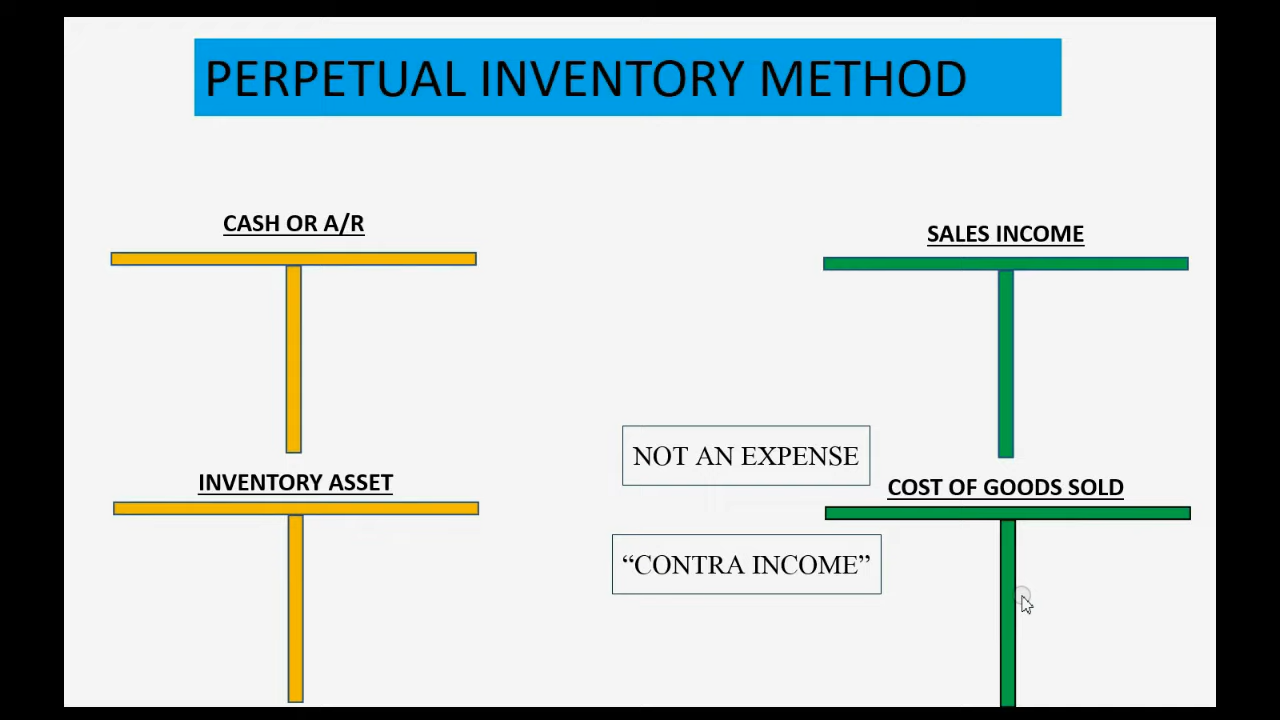 PERPETUAL INVENTORY METHOD
CASH OR A/R
SALES INCOME
NOT AN EXPENSE
INVENTORY ASSET
COST OF GOODS SOLD
“CONTRA INCOME”